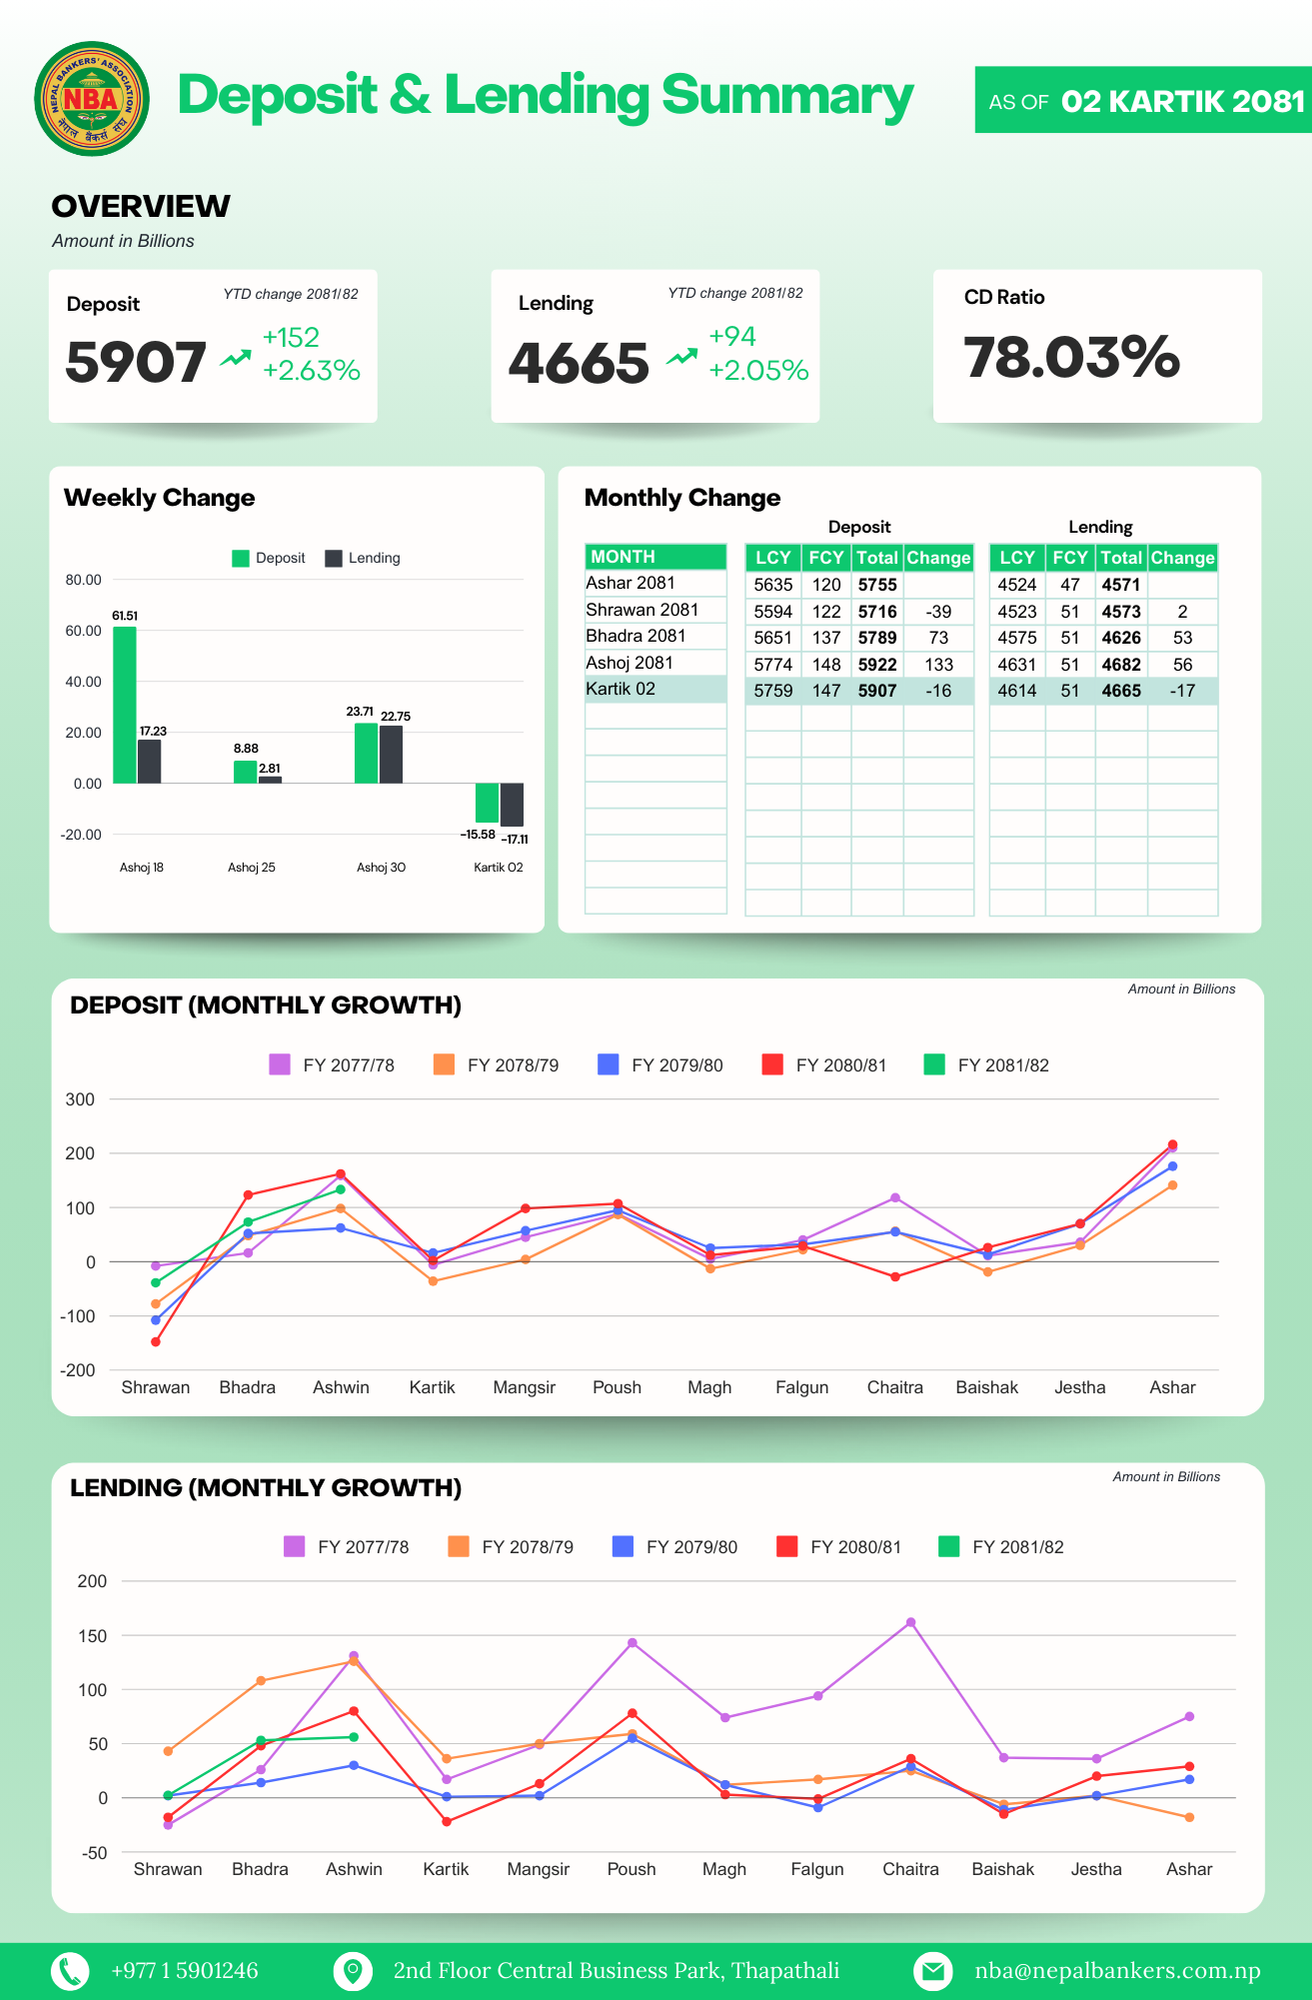 NEPAL BANKERS' ASSOCIATION
NBA
नेपाल बैंकर्स संघ
Deposit & Lending Summary
AS OF 02 KARTIK 2081
OVERVIEW
Amount in Billions
Deposit
YTD change 2081/82
5907
+152
+2.63%
Lending
YTD change 2081/82
4665
+94
+2.05%
CD Ratio
78.03%
Weekly Change
Deposit Lending
80.00
60.00
40.00
20.00
0.00
-20.00
61.51
17.23
8.88
2.81
23.71
22.75
-15.58
-17.11
Ashoj 18 Ashoj 25 Ashoj 30 Kartik 02
Monthly Change
Deposit Lending
MONTH LCY FCY Total Change LCY FCY Total Change
Ashar 2081 5635 120 5755 4524 47 4571
Shrawan 2081 5594 122 5716 -39 4523 51 4573 2
Bhadra 2081 5651 137 5789 73 4575 51 4626 53
Ashoj 2081 5774 148 5922 133 4631 51 4682 56
Kartik 02 5759 147 5907 -16 4614 51 4665 -17
DEPOSIT (MONTHLY GROWTH)
Amount in Billions
FY 2077/78 FY 2078/79 FY 2079/80 FY 2080/81 FY 2081/82
300
200
100
0
-100
-200
Shrawan Bhadra Ashwin Kartik Mangsir Poush Magh Falgun Chaitra Baishak Jestha Ashar
LENDING (MONTHLY GROWTH)
Amount in Billions
FY 2077/78 FY 2078/79 FY 2079/80 FY 2080/81 FY 2081/82
200
150
100
50
0
-50
Shrawan Bhadra Ashwin Kartik Mangsir Poush Magh Falgun Chaitra Baishak Jestha Ashar
+977 1 5901246
2nd Floor Central Business Park, Thapathali
nba@nepalbankers.com.np